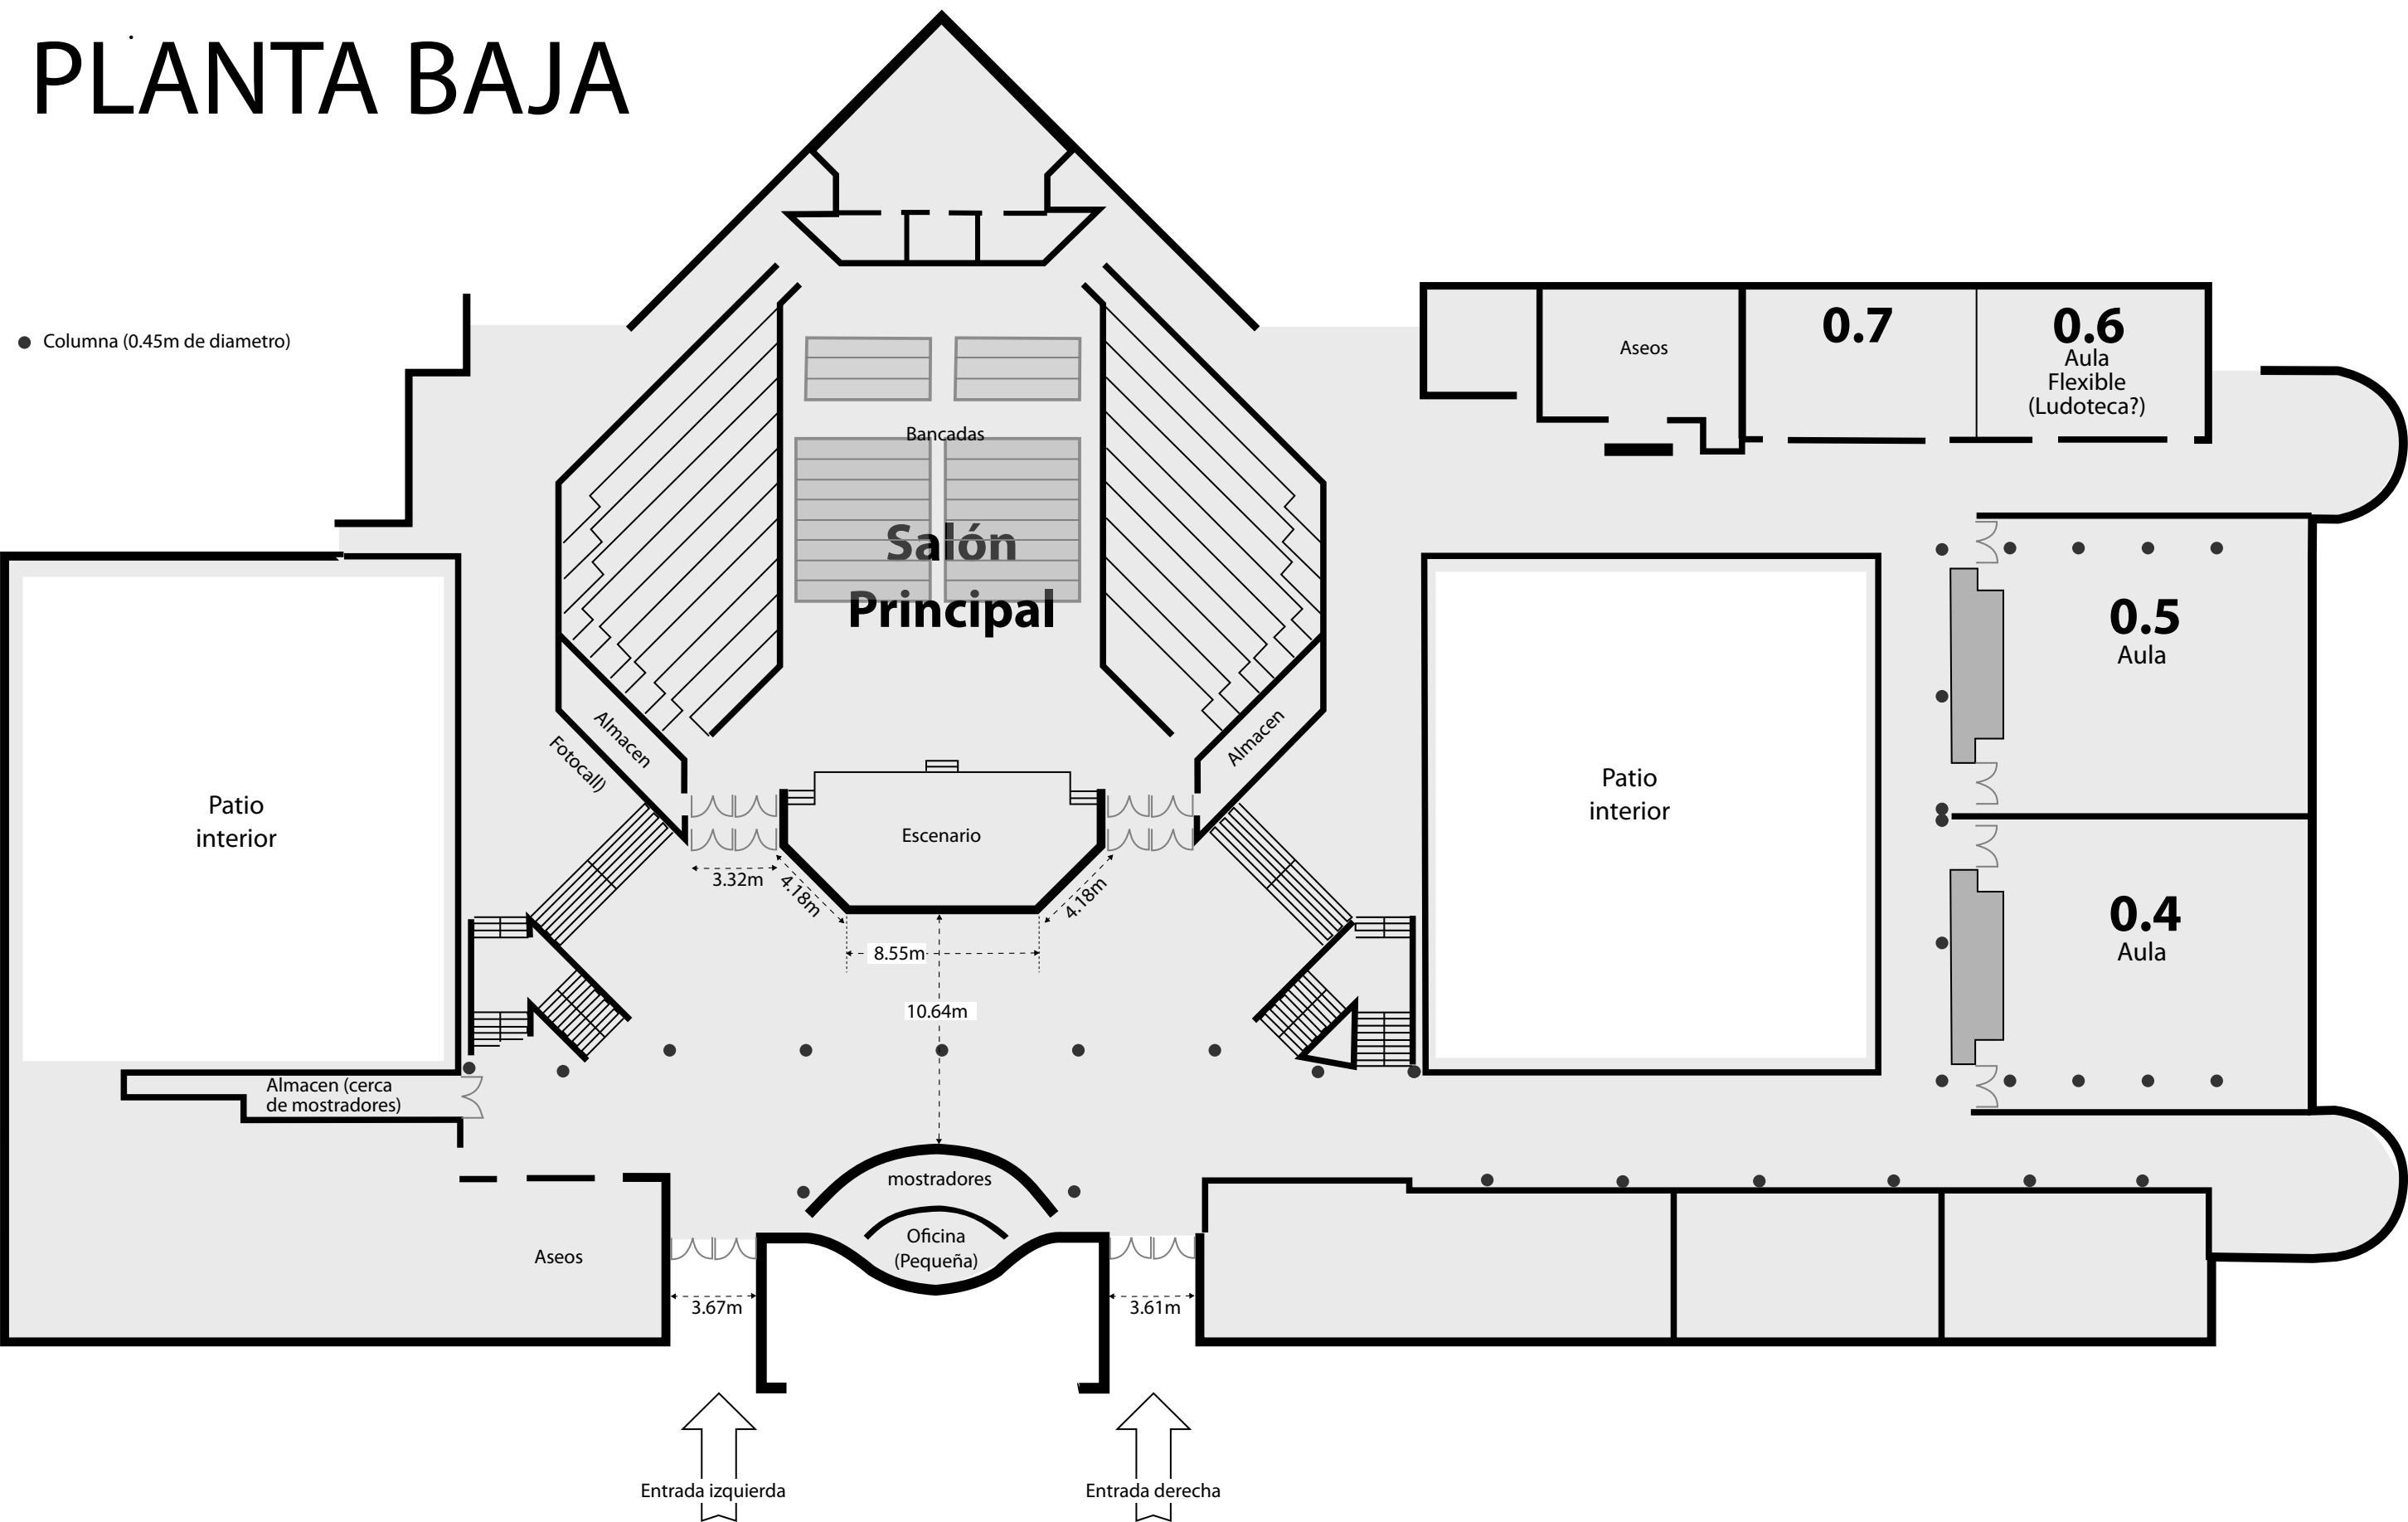 PLANTA BAJA
Columna (0.45m de diametro)
0.7
0.6
Aula
Flexible
(Ludoteca?)
Aseos
Bancadas
Salón
Principal
0.5
Aula
Almacen
Fotocall)
Almacen
Patio
interior
Patio
interior
Escenario
3.32m
4.18m
4.18m
8.55m
10.64m
0.4
Aula
Almacen (cerca
de mostradores)
mostradores
Oficina
(Pequeña)
Aseos
3.67m
3.61m
Entrada izquierda
Entrada derecha